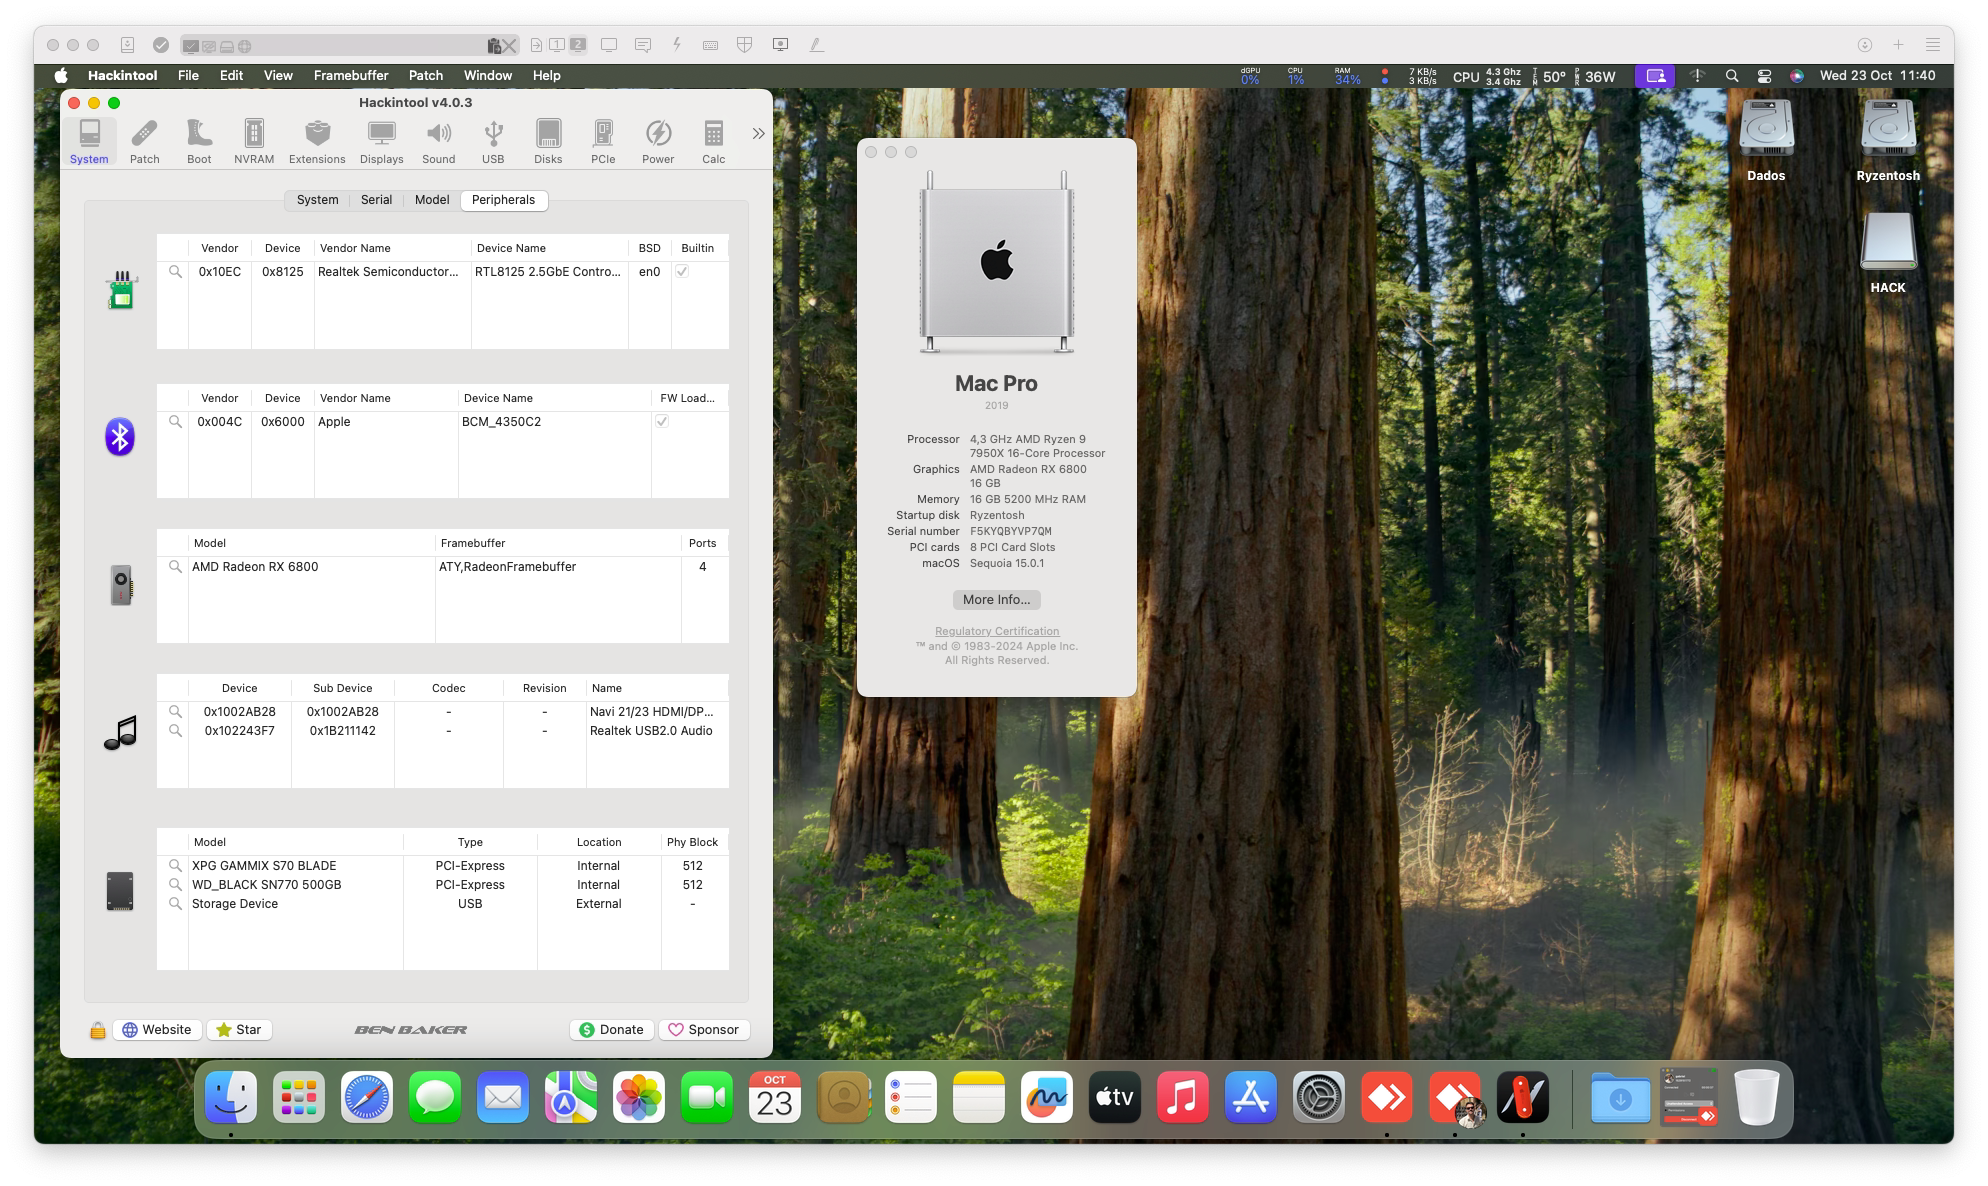 1 2
Hackintool File Edit View Framebuffer Patch Window Help
dGPU 0% CPU 1% RAM 34% 7 KB/s 3 KB/s CPU 4.3 Ghz 3.4 Ghz TEM 50° PWR 36W Wed 23 Oct 11:40
Hackintool v4.0.3
System Patch Boot NVRAM Extensions Displays Sound USB Disks PCIe Power Calc
System Serial Model Peripherals
Vendor Device Vendor Name Device Name BSD Builtin
0x10EC 0x8125 Realtek Semiconductor... RTL8125 2.5GbE Contro... en0
Vendor Device Vendor Name Device Name FW Load...
0x004C 0x6000 Apple BCM_4350C2
Model Framebuffer Ports
AMD Radeon RX 6800 ATY,RadeonFramebuffer 4
Device Sub Device Codec Revision Name
0x1002AB28 0x1002AB28 - - Navi 21/23 HDMI/DP...
0x102243F7 0x1B211142 - - Realtek USB2.0 Audio
Model Type Location Phy Block
XPG GAMMIX S70 BLADE PCI-Express Internal 512
WD_BLACK SN770 500GB PCI-Express Internal 512
Storage Device USB External -
Website Star BEN BAKER Donate Sponsor
Mac Pro
2019
Processor 4,3 GHz AMD Ryzen 9
7950X 16-Core Processor
Graphics AMD Radeon RX 6800
16 GB
Memory 16 GB 5200 MHz RAM
Startup disk Ryzentosh
Serial number F5KYQBYVP7QM
PCI cards 8 PCI Card Slots
macOS Sequoia 15.0.1
More Info...
Regulatory Certification
™ and © 1983-2024 Apple Inc.
All Rights Reserved.
Dados Ryzentosh
HACK
OCT
23
tv